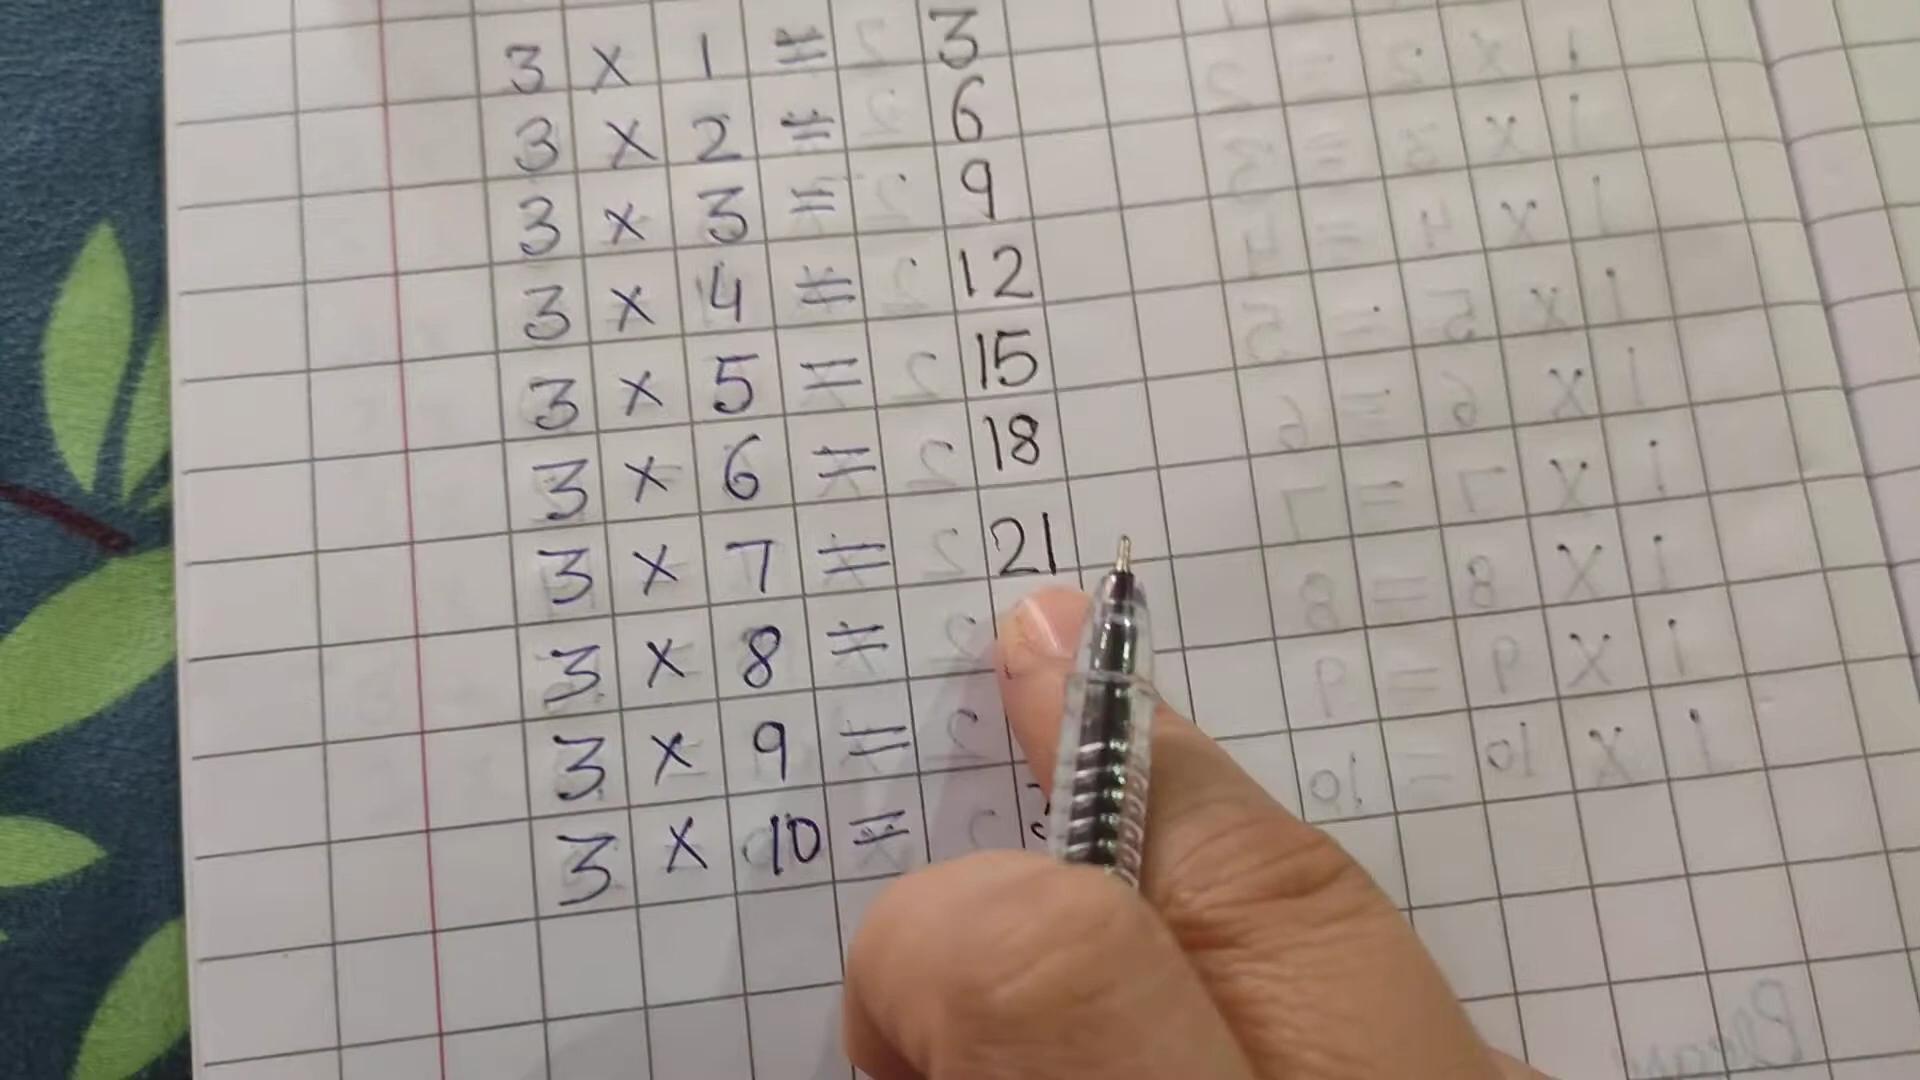 3 × 1 = 3
3 × 2 = 6
3 × 3 = 9
3 × 4 = 12
3 × 5 = 15
3 × 6 = 18
3 × 7 = 21
3 × 8 =
3 × 9 =
3 × 10 =